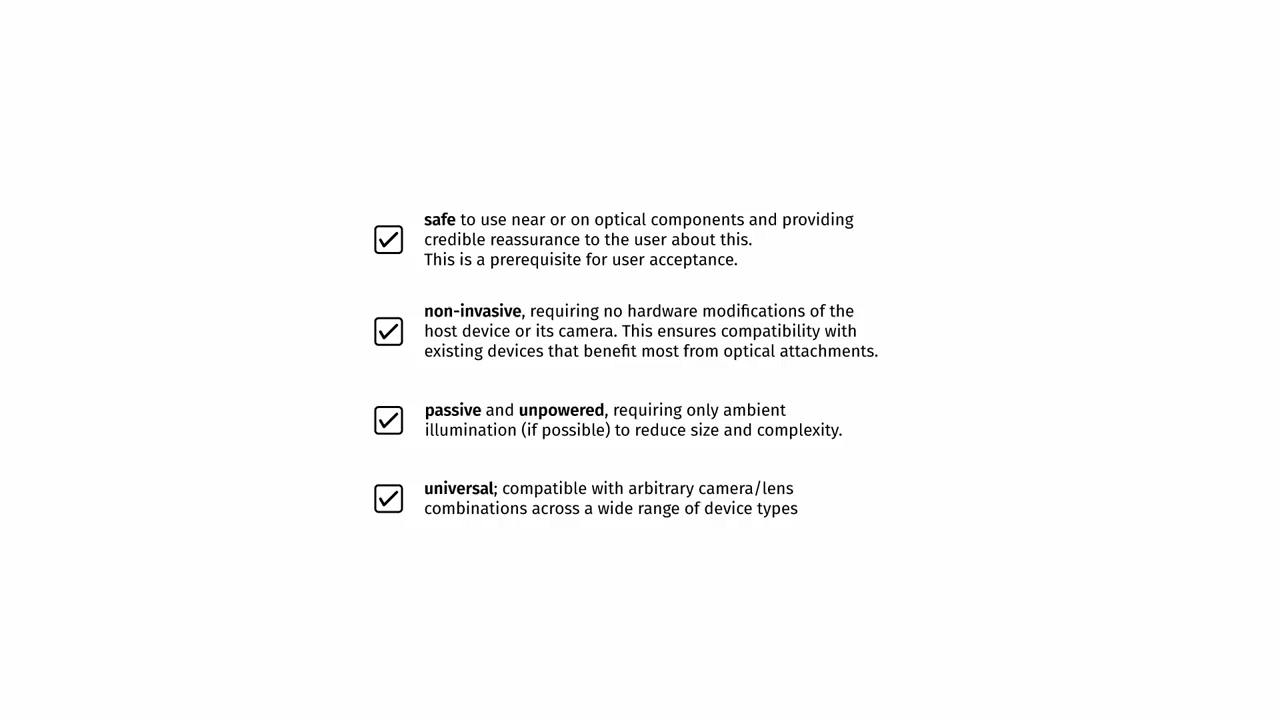 safe to use near or on optical components and providing
credible reassurance to the user about this.
This is a prerequisite for user acceptance.
non-invasive, requiring no hardware modifications of the
host device or its camera. This ensures compatibility with
existing devices that benefit most from optical attachments.
passive and unpowered, requiring only ambient
illumination (if possible) to reduce size and complexity.
universal; compatible with arbitrary camera/lens
combinations across a wide range of device types